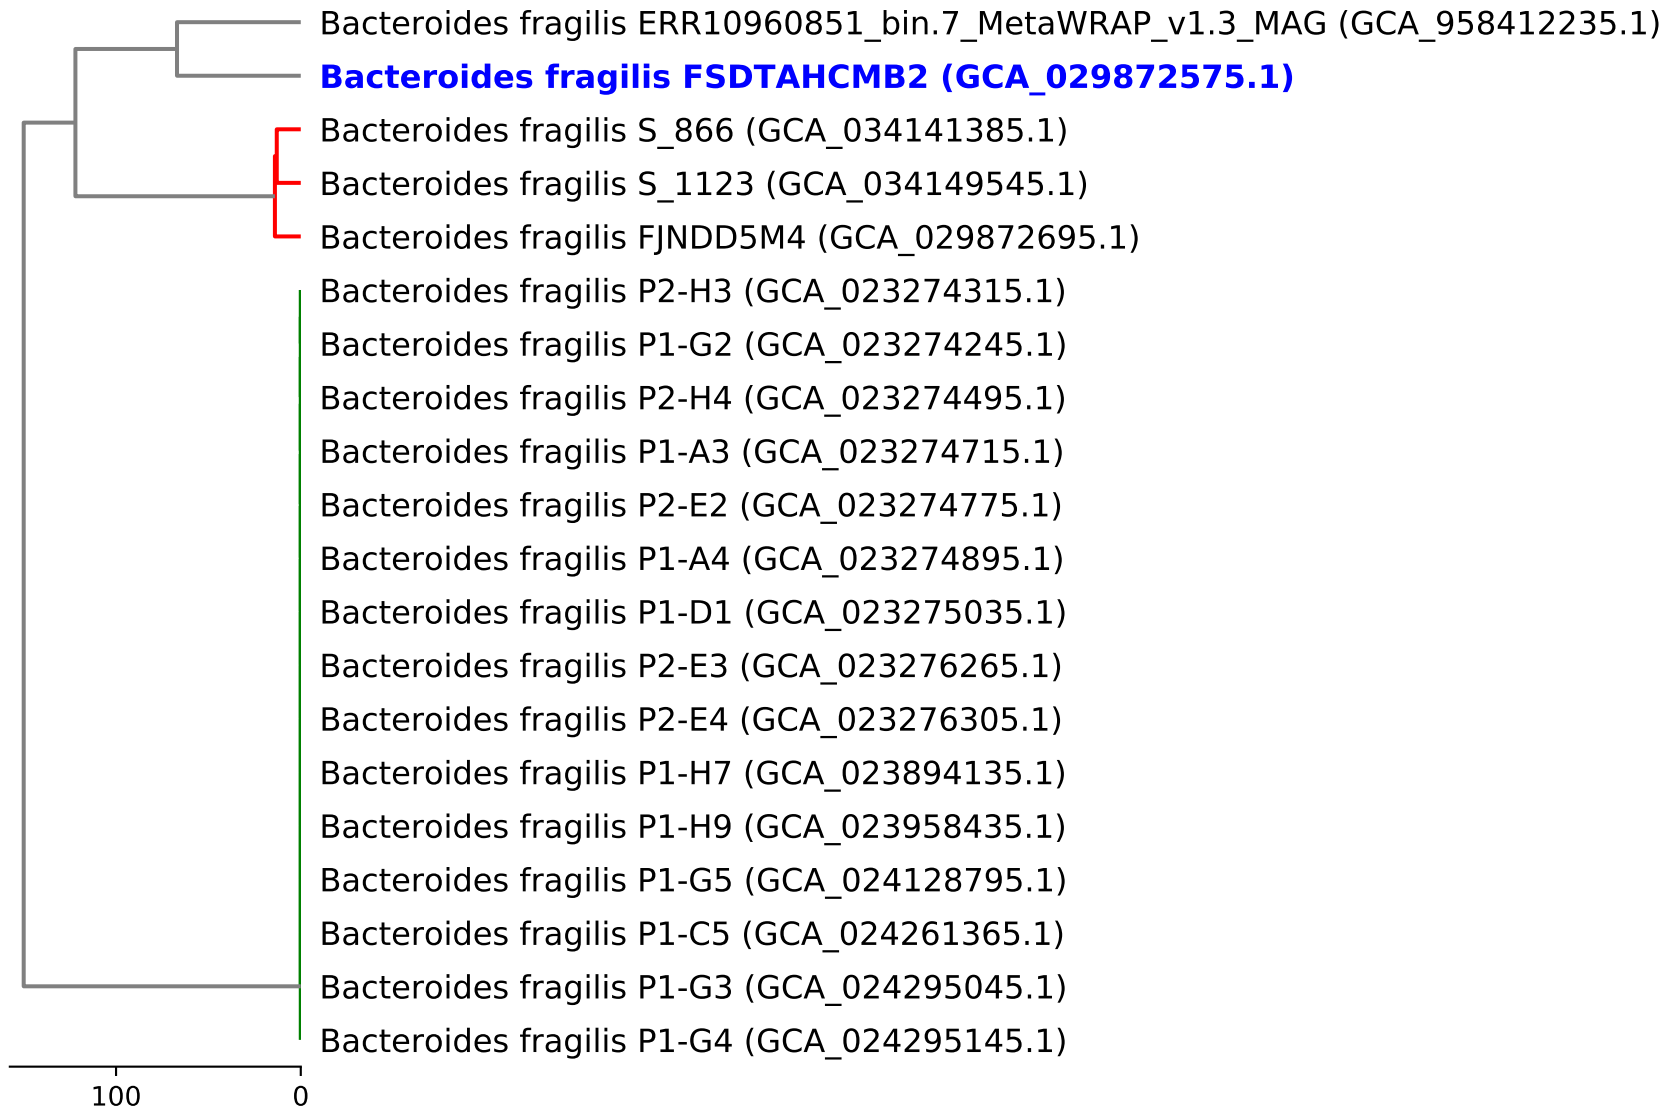 Bacteroides fragilis ERR10960851_bin.7_MetaWRAP_v1.3_MAG (GCA_958412235.1)
Bacteroides fragilis FSDTAHCMB2 (GCA_029872575.1)
Bacteroides fragilis S_866 (GCA_034141385.1)
Bacteroides fragilis S_1123 (GCA_034149545.1)
Bacteroides fragilis FJNDD5M4 (GCA_029872695.1)
Bacteroides fragilis P2-H3 (GCA_023274315.1)
Bacteroides fragilis P1-G2 (GCA_023274245.1)
Bacteroides fragilis P2-H4 (GCA_023274495.1)
Bacteroides fragilis P1-A3 (GCA_023274715.1)
Bacteroides fragilis P2-E2 (GCA_023274775.1)
Bacteroides fragilis P1-A4 (GCA_023274895.1)
Bacteroides fragilis P1-D1 (GCA_023275035.1)
Bacteroides fragilis P2-E3 (GCA_023276265.1)
Bacteroides fragilis P2-E4 (GCA_023276305.1)
Bacteroides fragilis P1-H7 (GCA_023894135.1)
Bacteroides fragilis P1-H9 (GCA_023958435.1)
Bacteroides fragilis P1-G5 (GCA_024128795.1)
Bacteroides fragilis P1-C5 (GCA_024261365.1)
Bacteroides fragilis P1-G3 (GCA_024295045.1)
Bacteroides fragilis P1-G4 (GCA_024295145.1)
100 0